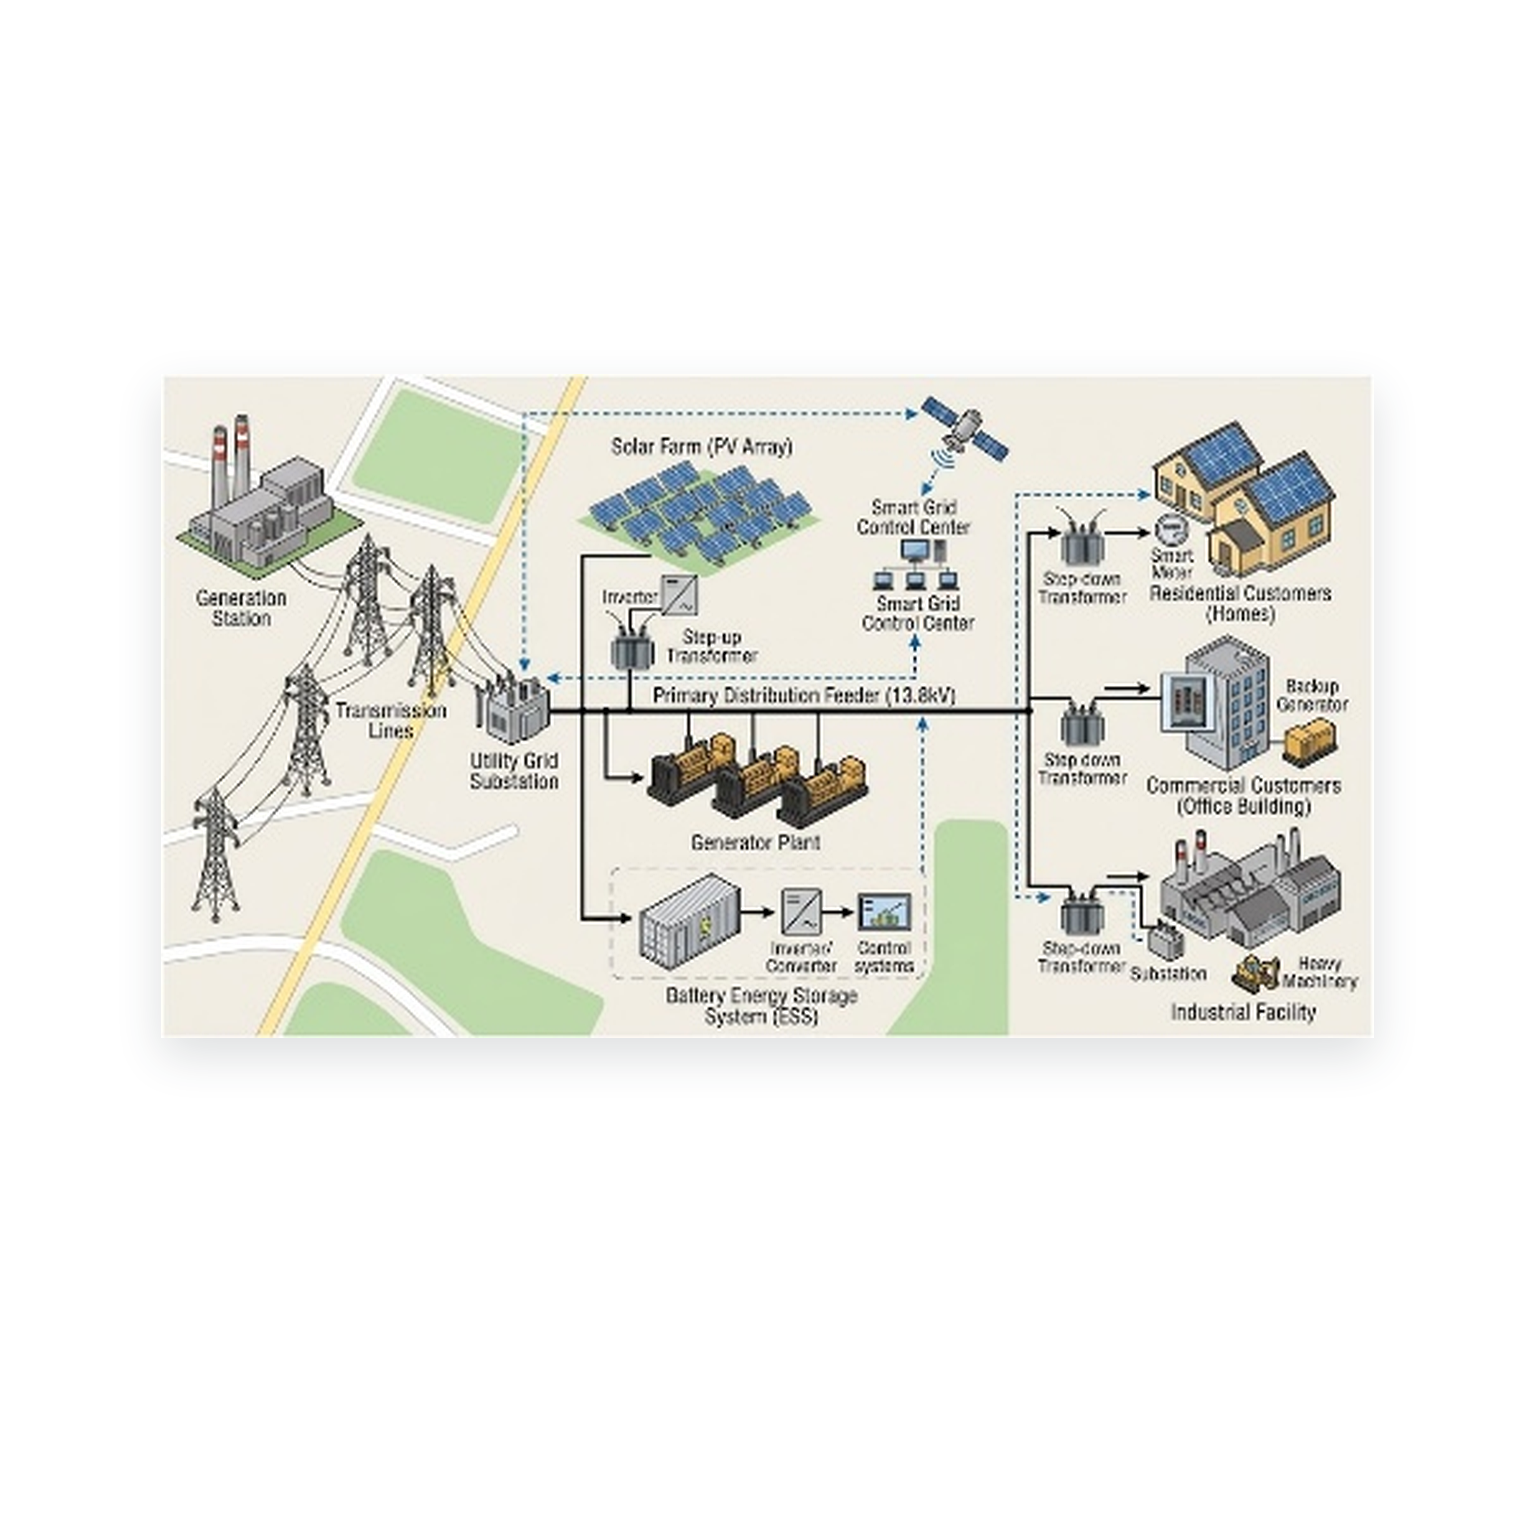 Generation
Station
Transmission
Lines
Utility Grid
Substation
Solar Farm (PV Array)
Inverter
Step-up
Transformer
Smart Grid
Control Center
Smart Grid
Control Center
Primary Distribution Feeder (13.8kV)
Generator Plant
Inverter/
Converter
Control
systems
Battery Energy Storage
System (ESS)
Step-down
Transformer
Smart
Meter
Residential Customers
(Homes)
Step down
Transformer
Backup
Generator
Commercial Customers
(Office Building)
Step-down
Transformer
Substation
Heavy
Machinery
Industrial Facility